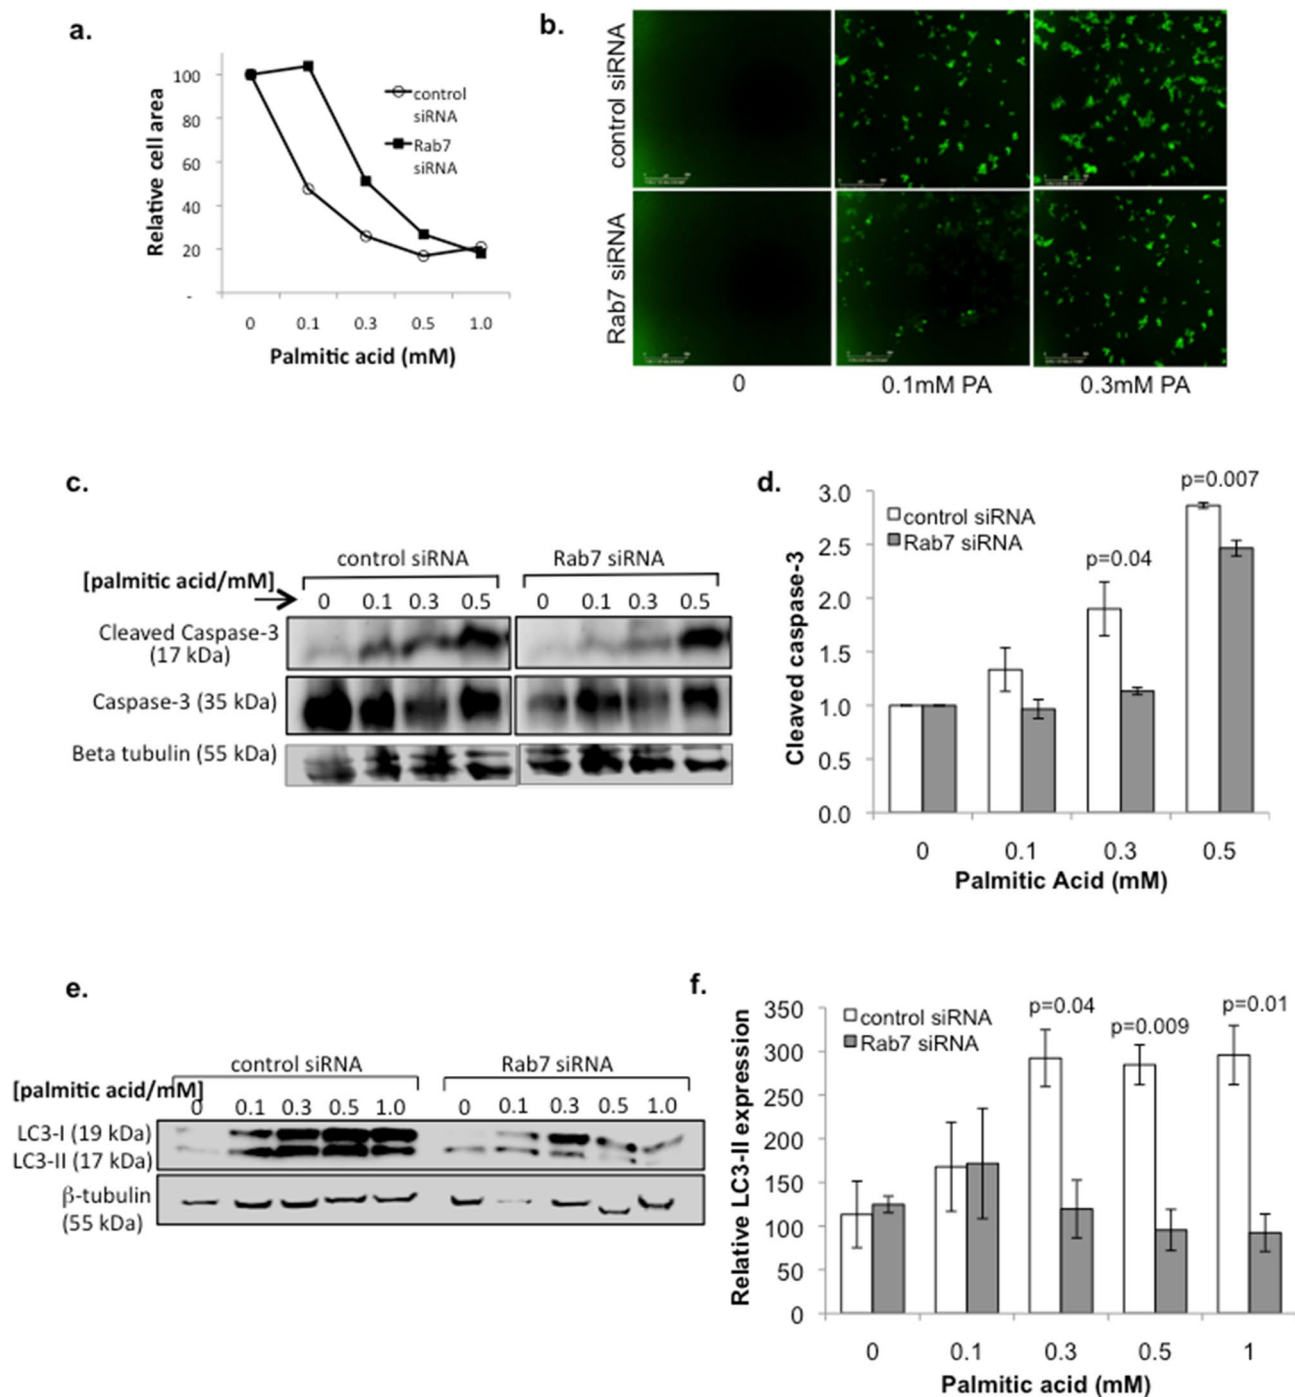 a.
Relative cell area
100
80
60
40
20
-
control
siRNA
Rab7
siRNA
0 0.1 0.3 0.5 1.0
Palmitic acid (mM)
b.
control siRNA
Rab7 siRNA
0 0.1mM PA 0.3mM PA
c.
control siRNA Rab7 siRNA
[palmitic acid/mM]
0 0.1 0.3 0.5 0 0.1 0.3 0.5
Cleaved Caspase-3
(17 kDa)
Caspase-3 (35 kDa)
Beta tubulin (55 kDa)
d.
Cleaved caspase-3
3.0
2.5
2.0
1.5
1.0
0.5
0.0
control siRNA
Rab7 siRNA
p=0.04
p=0.007
0 0.1 0.3 0.5
Palmitic Acid (mM)
e.
control siRNA Rab7 siRNA
[palmitic acid/mM]
0 0.1 0.3 0.5 1.0 0 0.1 0.3 0.5 1.0
LC3-I (19 kDa)
LC3-II (17 kDa)
β-tubulin
(55 kDa)
f.
Relative LC3-II expression
350
300
250
200
150
100
50
0
control siRNA
Rab7 siRNA
p=0.04
p=0.009
p=0.01
0 0.1 0.3 0.5 1
Palmitic acid (mM)